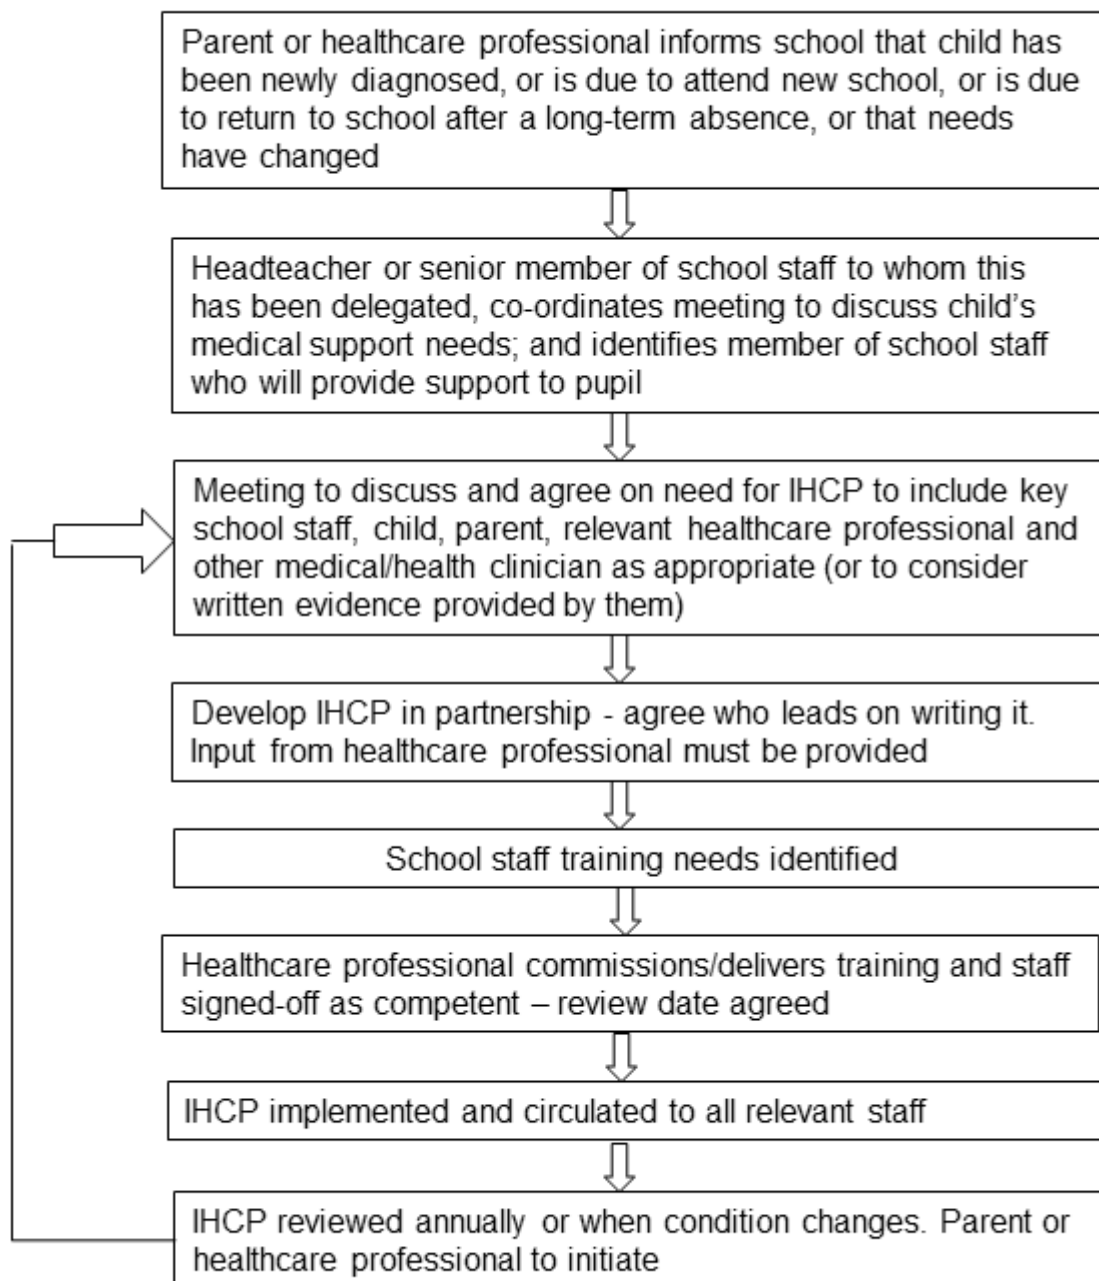 Parent or healthcare professional informs school that child has
been newly diagnosed, or is due to attend new school, or is due
to return to school after a long-term absence, or that needs
have changed
Headteacher or senior member of school staff to whom this
has been delegated, co-ordinates meeting to discuss child's
medical support needs; and identifies member of school staff
who will provide support to pupil
Meeting to discuss and agree on need for IHCP to include key
school staff, child, parent, relevant healthcare professional and
other medical/health clinician as appropriate (or to consider
written evidence provided by them)
Develop IHCP in partnership - agree who leads on writing it.
Input from healthcare professional must be provided
School staff training needs identified
Healthcare professional commissions/delivers training and staff
signed-off as competent – review date agreed
IHCP implemented and circulated to all relevant staff
IHCP reviewed annually or when condition changes. Parent or
healthcare professional to initiate